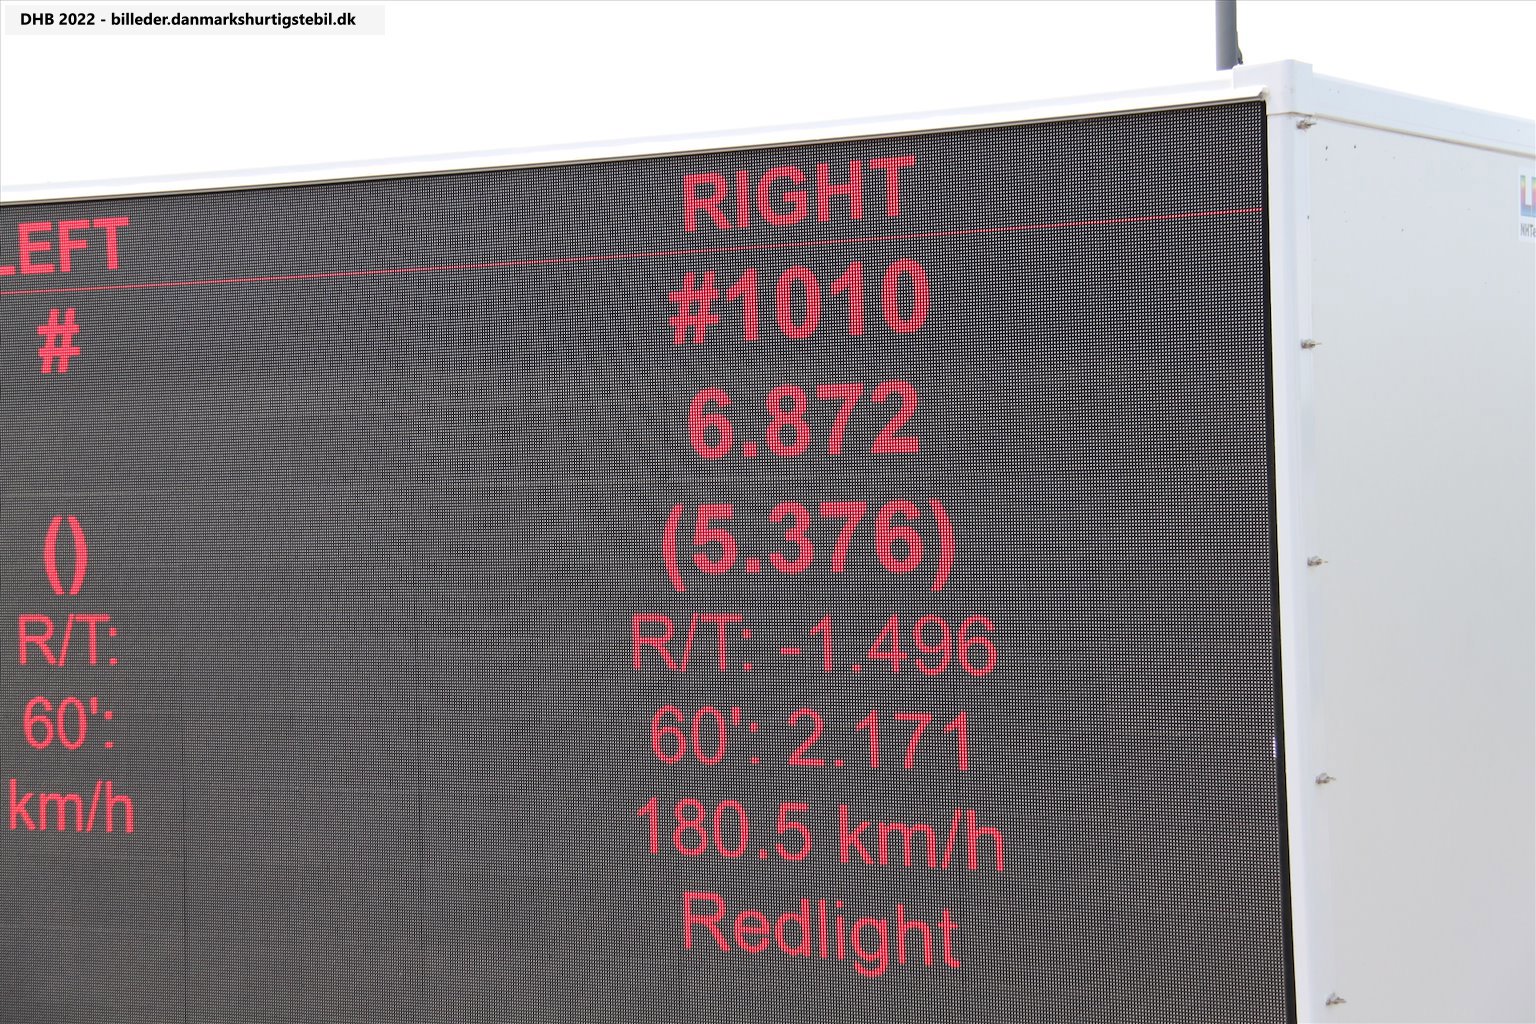 DHB 2022 - billeder.danmarkshurtigstebil.dk
LEFT
#
()
R/T:
60':
km/h
RIGHT
#1010
6.872
(5.376)
R/T: -1.496
60': 2.171
180.5 km/h
Redlight